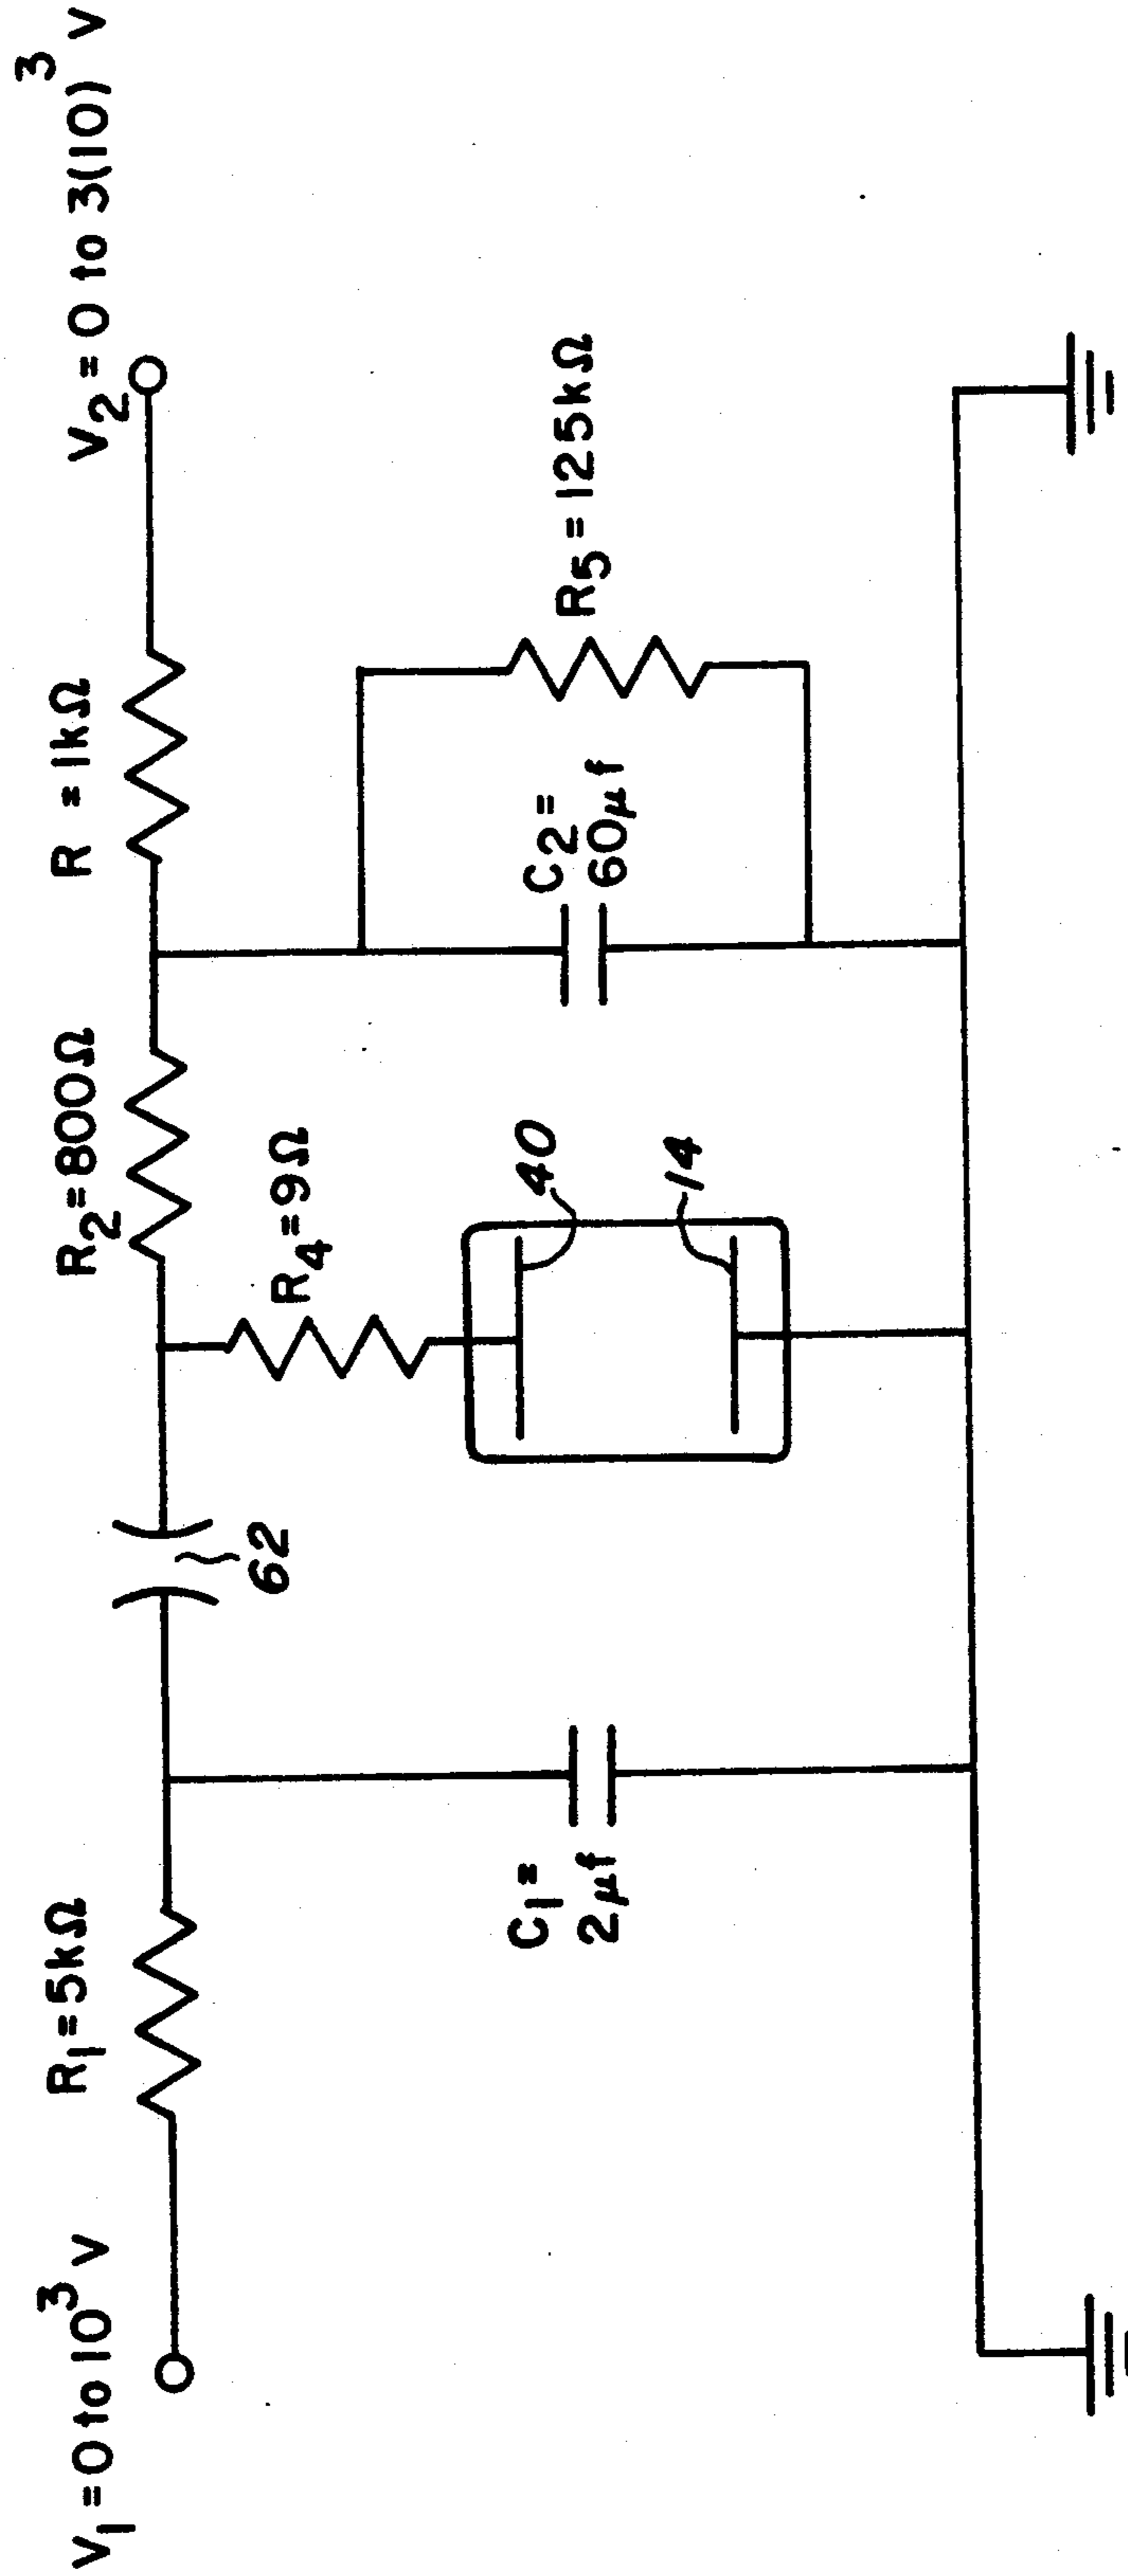 V₁ = 0 to 10³ V
R₁ = 5kΩ
R₂ = 800Ω
R = 1kΩ
V₂ = 0 to 3(10)³ V
62
R₄ = 9Ω
C₁ =
2μf
40
14
C₂ =
60μf
R₅ = 125kΩ